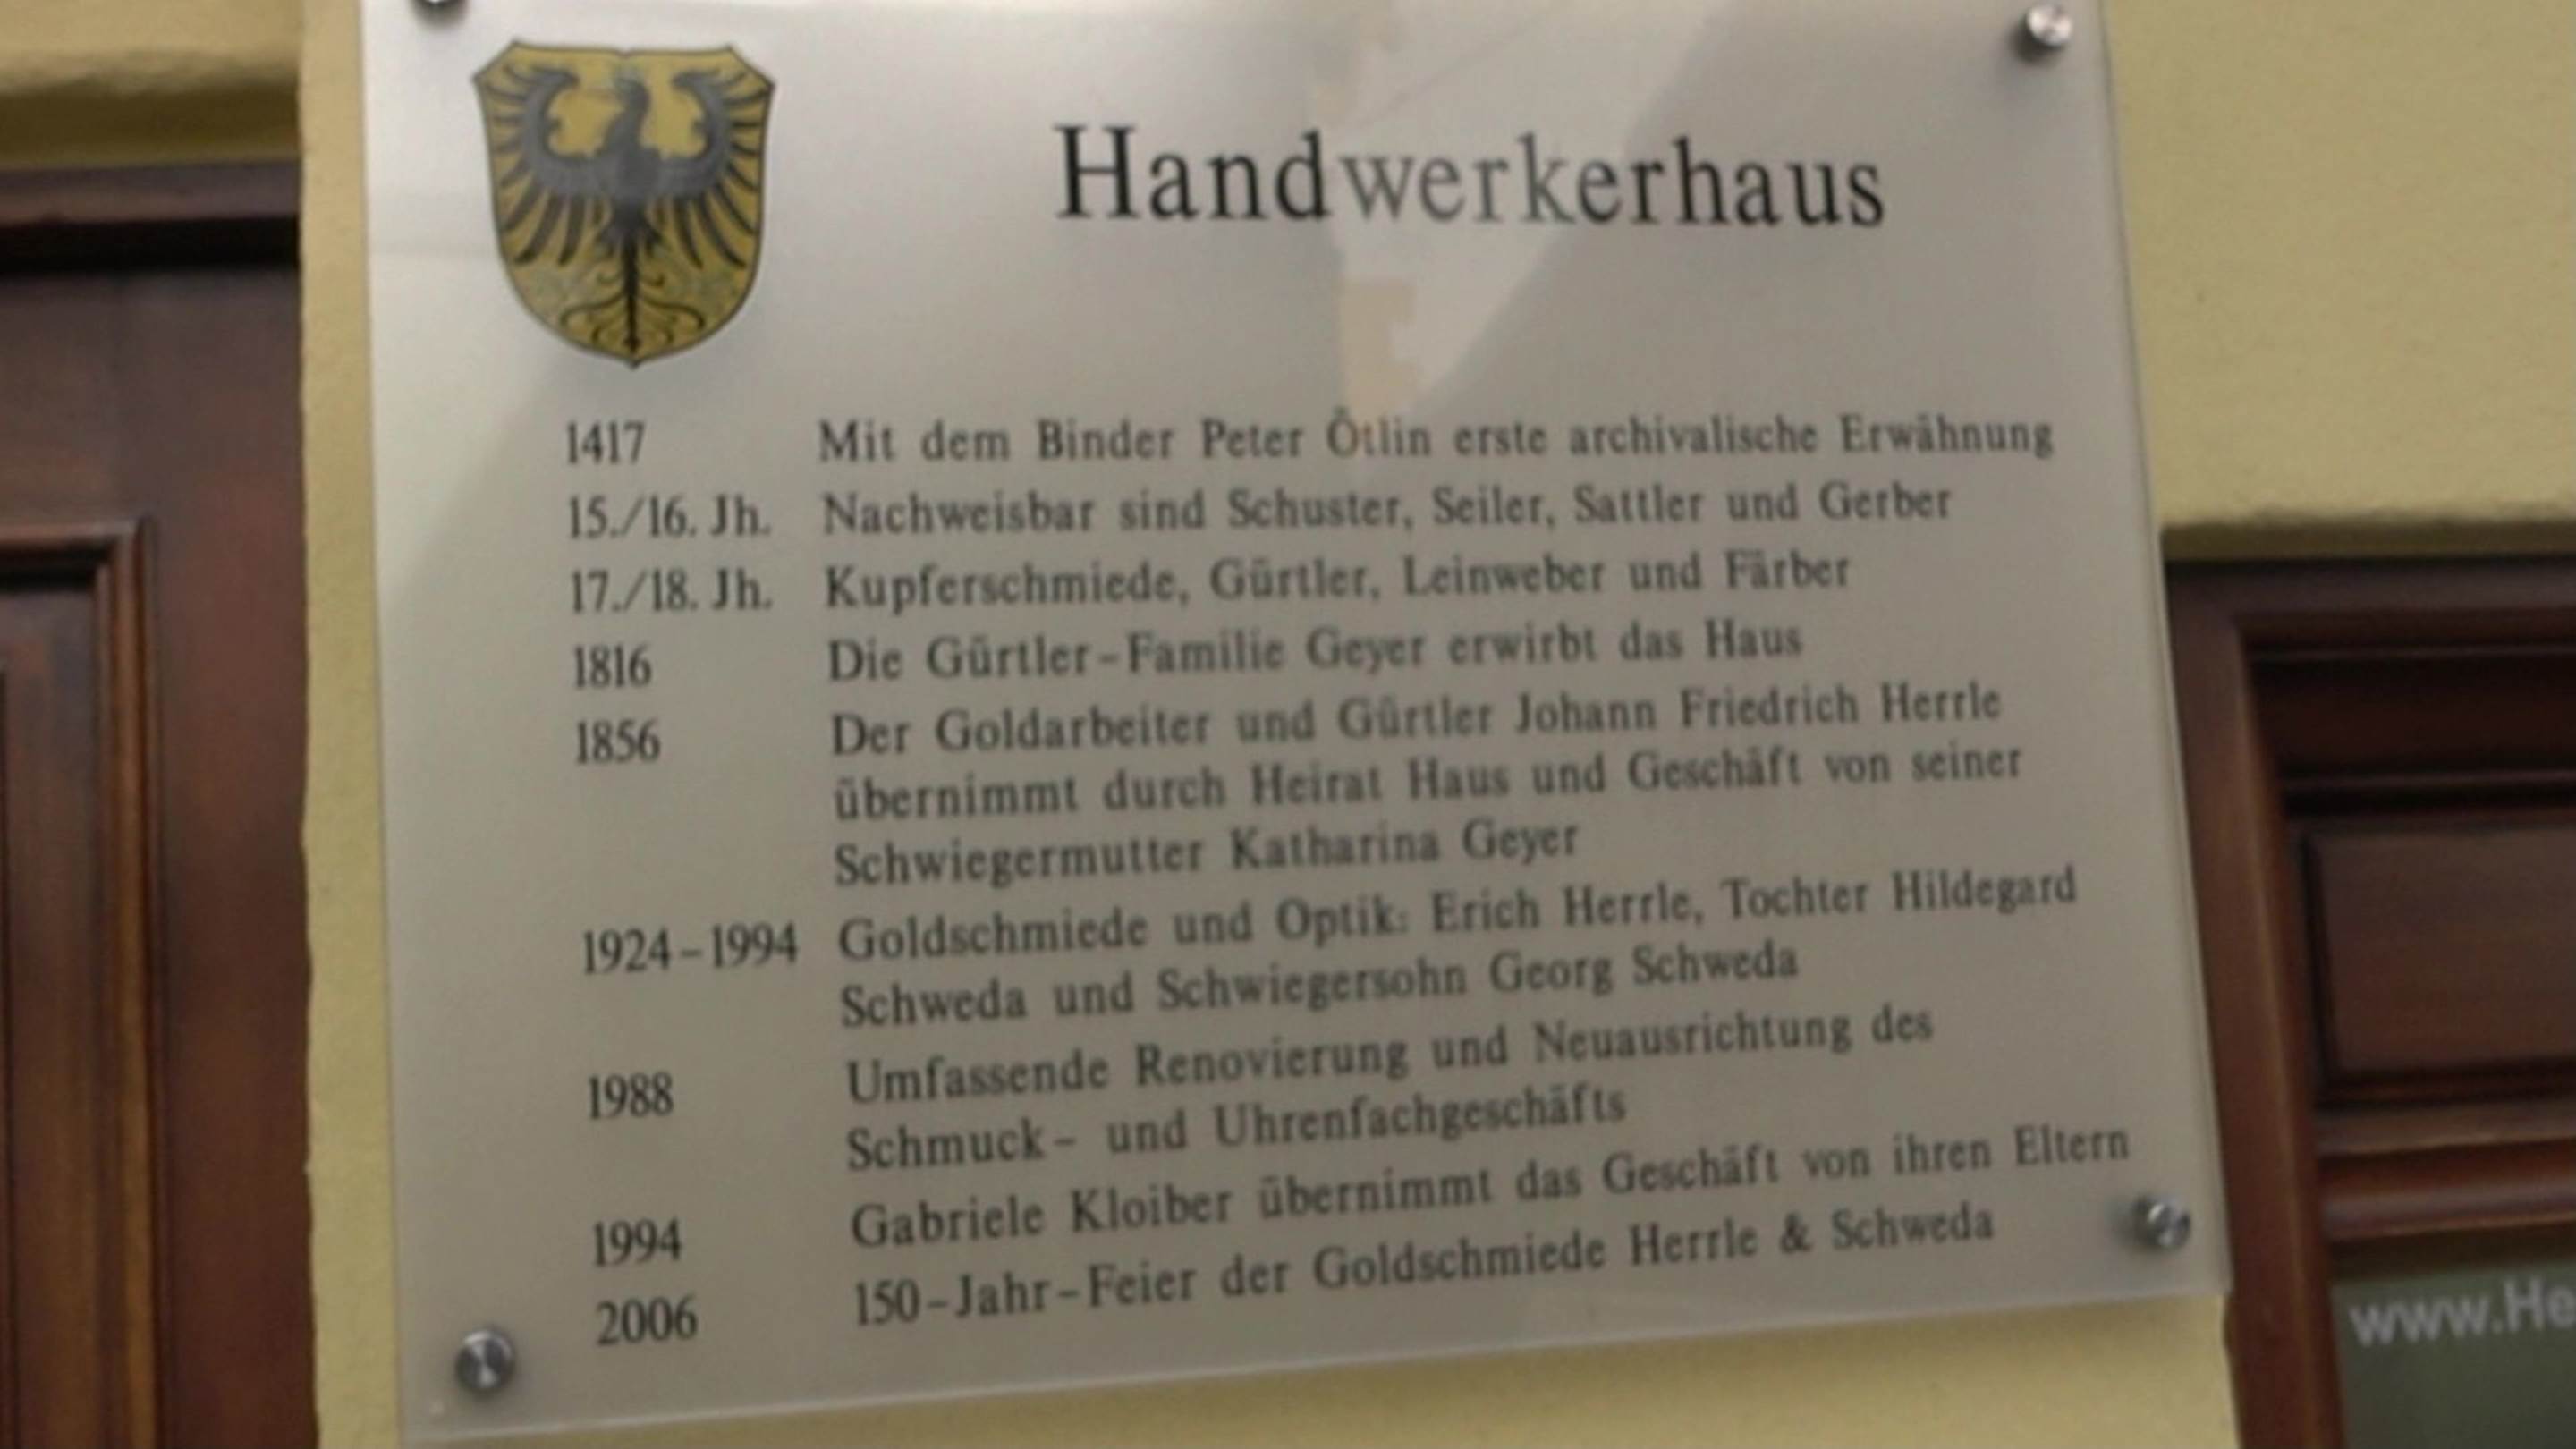 Handwerkerhaus
1417 Mit dem Binder Peter Ötlin erste archivalische Erwähnung
15./16. Jh. Nachweisbar sind Schuster, Seiler, Sattler und Gerber
17./18. Jh. Kupferschmiede, Gürtler, Leinweber und Färber
1816 Die Gürtler-Familie Geyer erwirbt das Haus
1856 Der Goldarbeiter und Gürtler Johann Friedrich Herrle
übernimmt durch Heirat Haus und Geschäft von seiner
Schwiegermutter Katharina Geyer
1924-1994 Goldschmiede und Optik: Erich Herrle, Tochter Hildegard
Schweda und Schwiegersohn Georg Schweda
1988 Umfassende Renovierung und Neuausrichtung des
Schmuck- und Uhrenfachgeschäfts
1994 Gabriele Kloiber übernimmt das Geschäft von ihren Eltern
2006 150-Jahr-Feier der Goldschmiede Herrle & Schweda
www.He